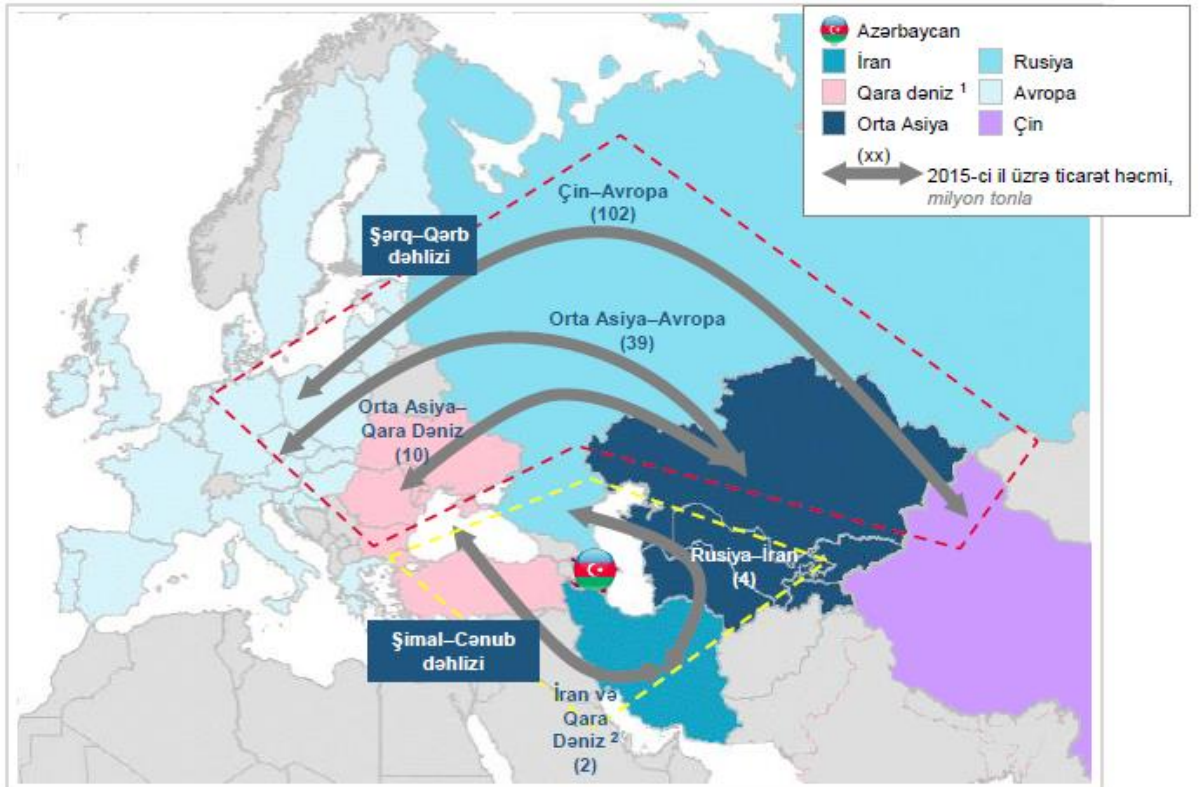 Azərbaycan
İran
Rusiya
Qara dəniz 1
Avropa
Orta Asiya
Çin
(xx)
2015-ci il üzrə ticarət həcmi,
milyon tonla
Çin–Avropa
(102)
Şərq–Qərb
dəhlizi
Orta Asiya–Avropa
(39)
Orta Asiya–
Qara Dəniz
(10)
Rusiya–İran
(4)
Şimal–Cənub
dəhlizi
İran və
Qara
Dəniz 2
(2)